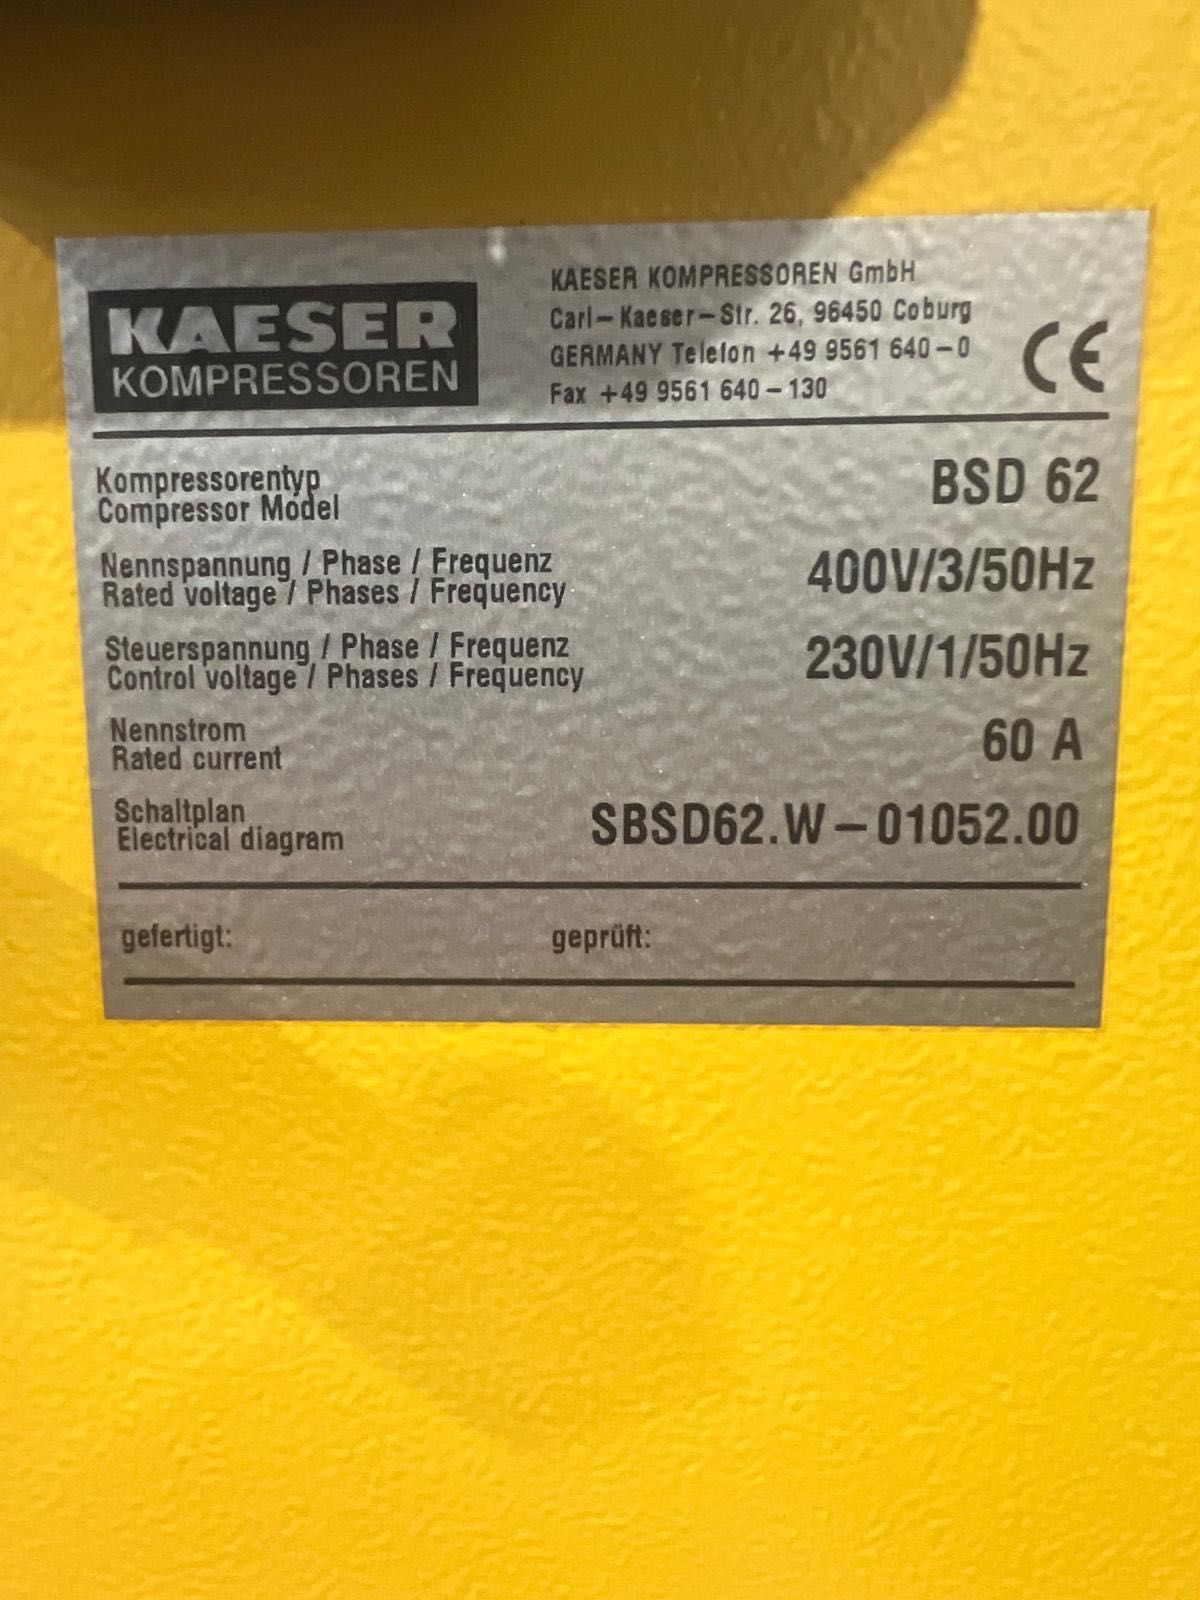 KAESER
KOMPRESSOREN
KAESER KOMPRESSOREN GmbH
Carl-Kaeser-Str. 26, 96450 Coburg
GERMANY Telefon +49 9561 640-0
Fax +49 9561 640-130
CE
Kompressorentyp
Compressor Model
BSD 62
Nennspannung / Phase / Frequenz
Rated voltage / Phases / Frequency
400V/3/50Hz
Steuerspannung / Phase / Frequenz
Control voltage / Phases / Frequency
230V/1/50Hz
Nennstrom
Rated current
60 A
Schaltplan
Electrical diagram
SBSD62.W-01052.00
gefertigt: geprüft: